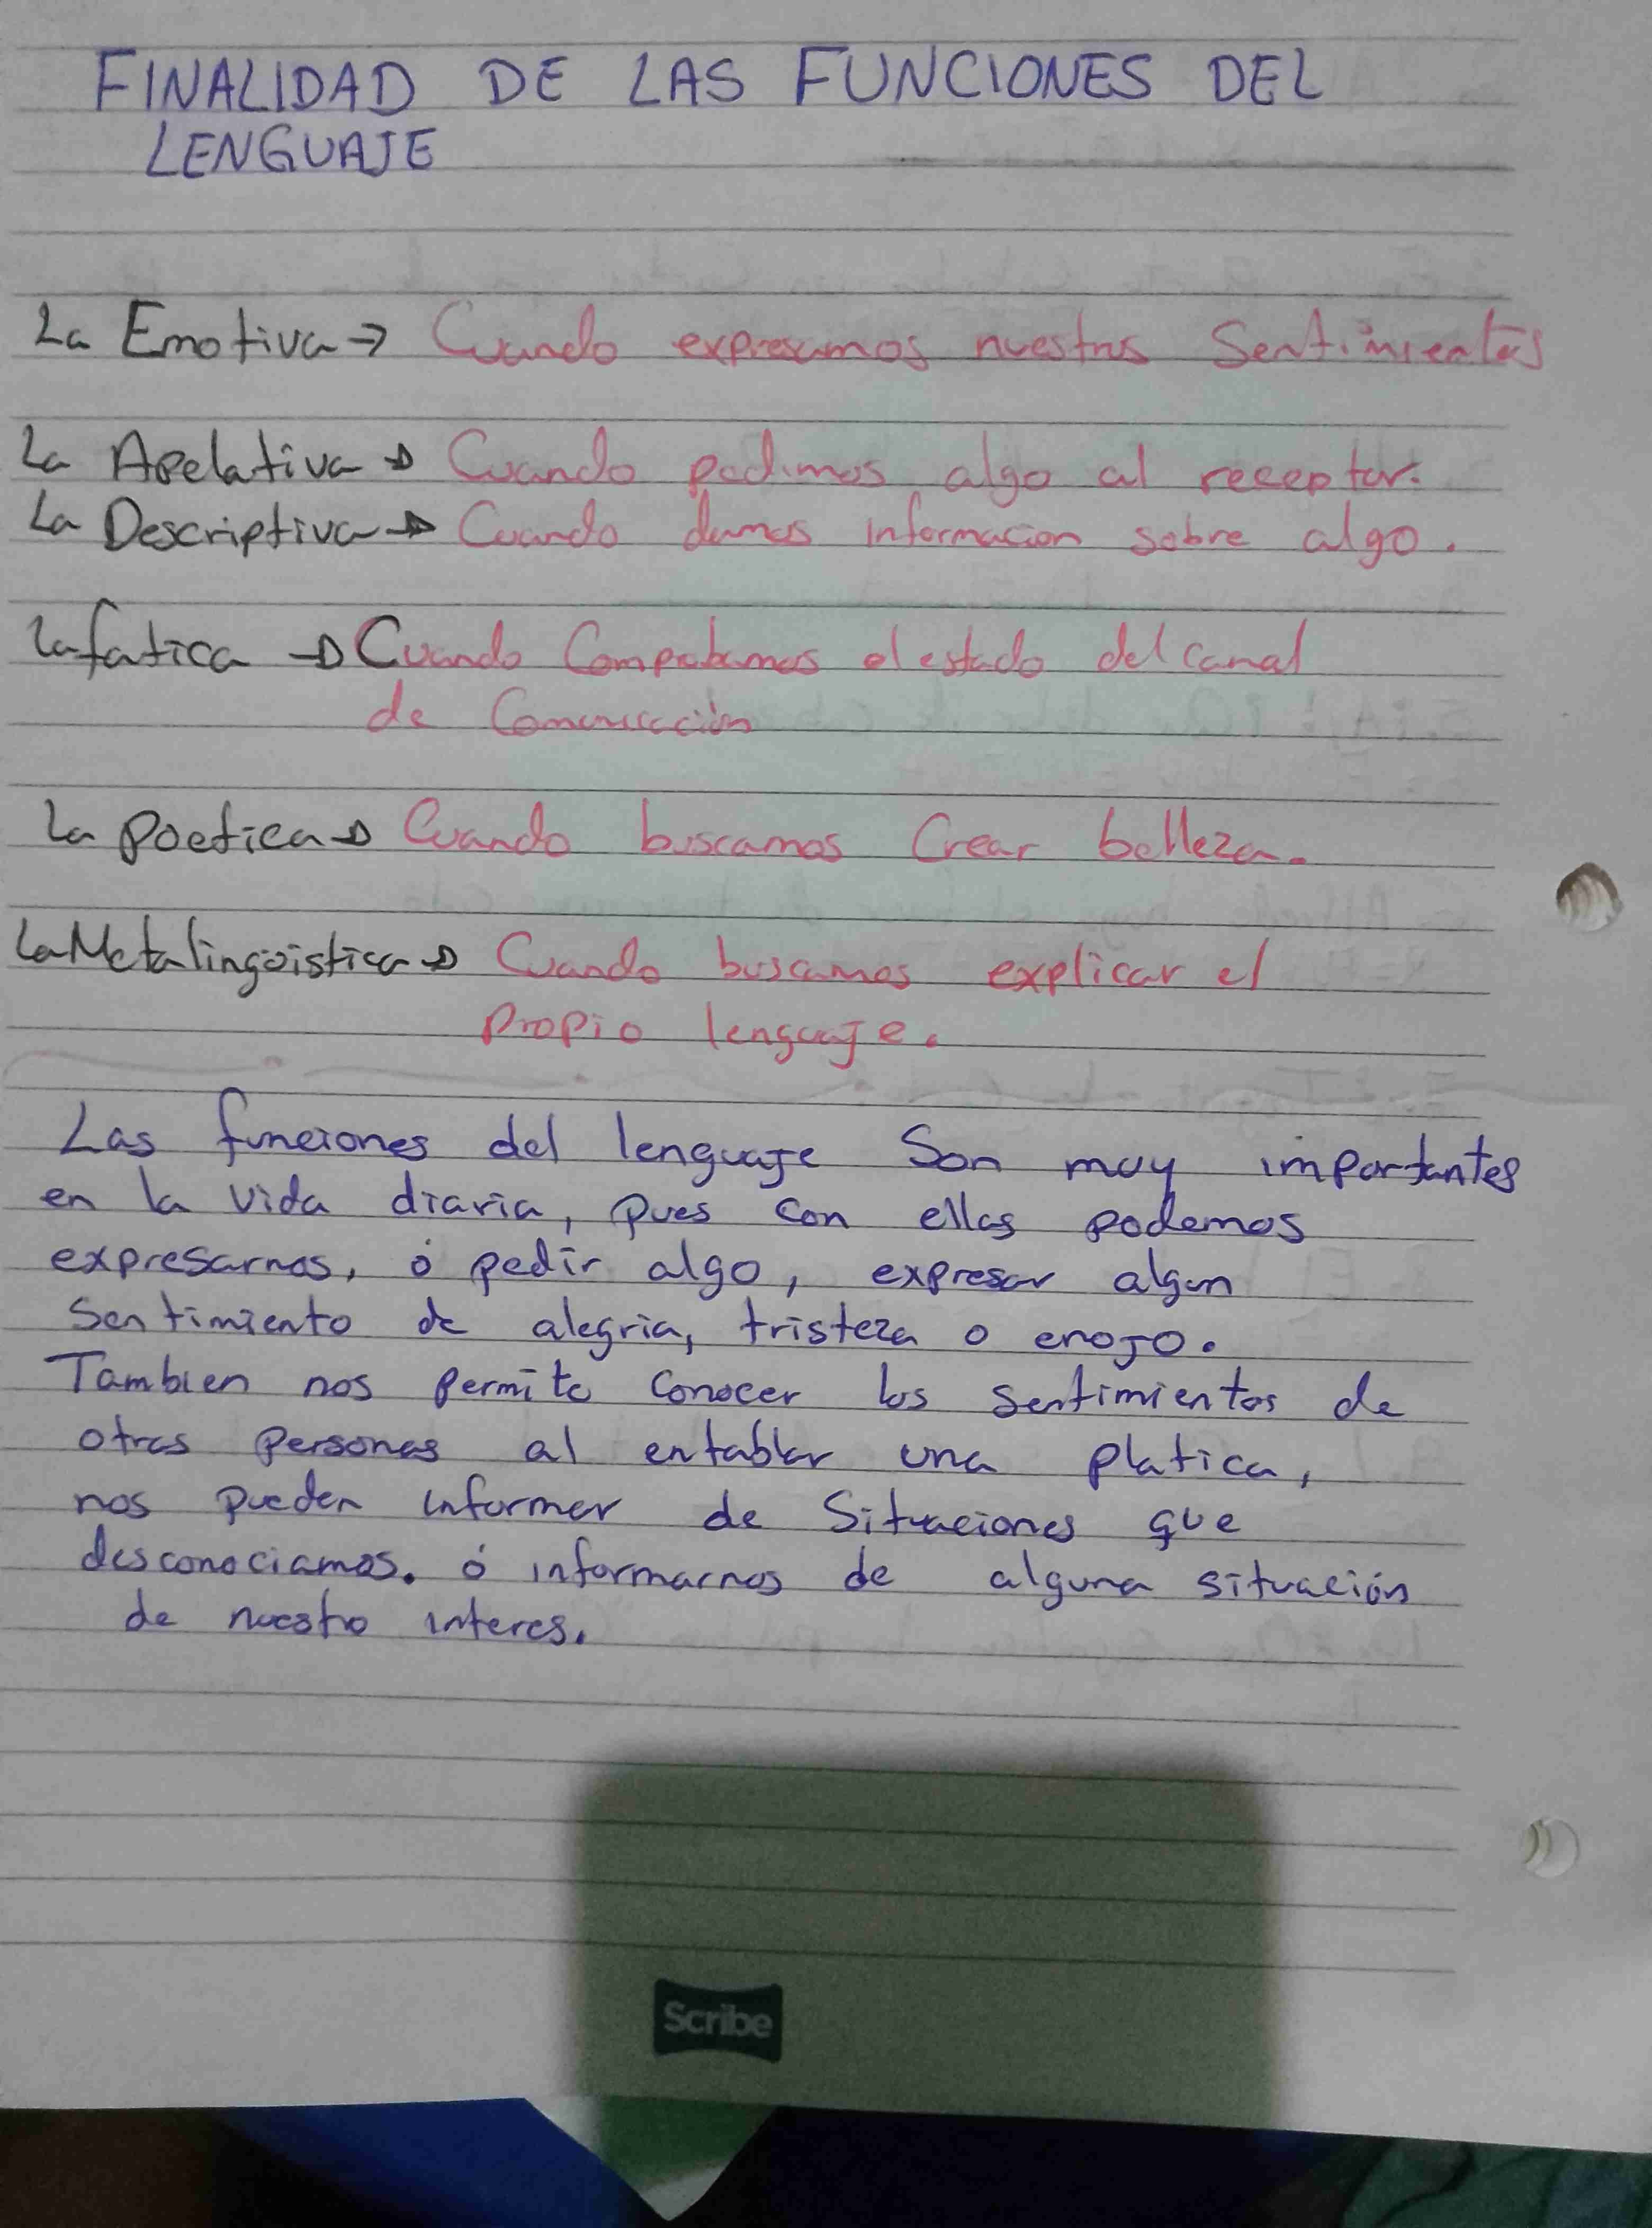 FINALIDAD DE LAS FUNCIONES DEL
LENGUAJE
La Emotiva → Cuando expresamos nuestros Sentimientos
La Apelativa → Cuando pedimos algo al receptor.
La Descriptiva → Cuando damos informacion sobre algo.
La fatica → Cuando Comprobamos el estado del canal
de Comunicación
La poetica → Cuando buscamos Crear belleza.
La Metalingüistica → Cuando buscamos explicar el
propio lenguaje.
Las funciones del lenguaje Son muy importantes
en la vida diaria, pues con ellas podemos
expresarnos, ó pedir algo, expresar algun
Sentimiento de alegria, tristeza o enojo.
Tambien nos permite conocer los sentimientos de
otras personas al entablar una platica,
nos pueden informar de Situaciones que
desconociamos. ó informarnos de alguna situación
de nuestro interes.
Scribe